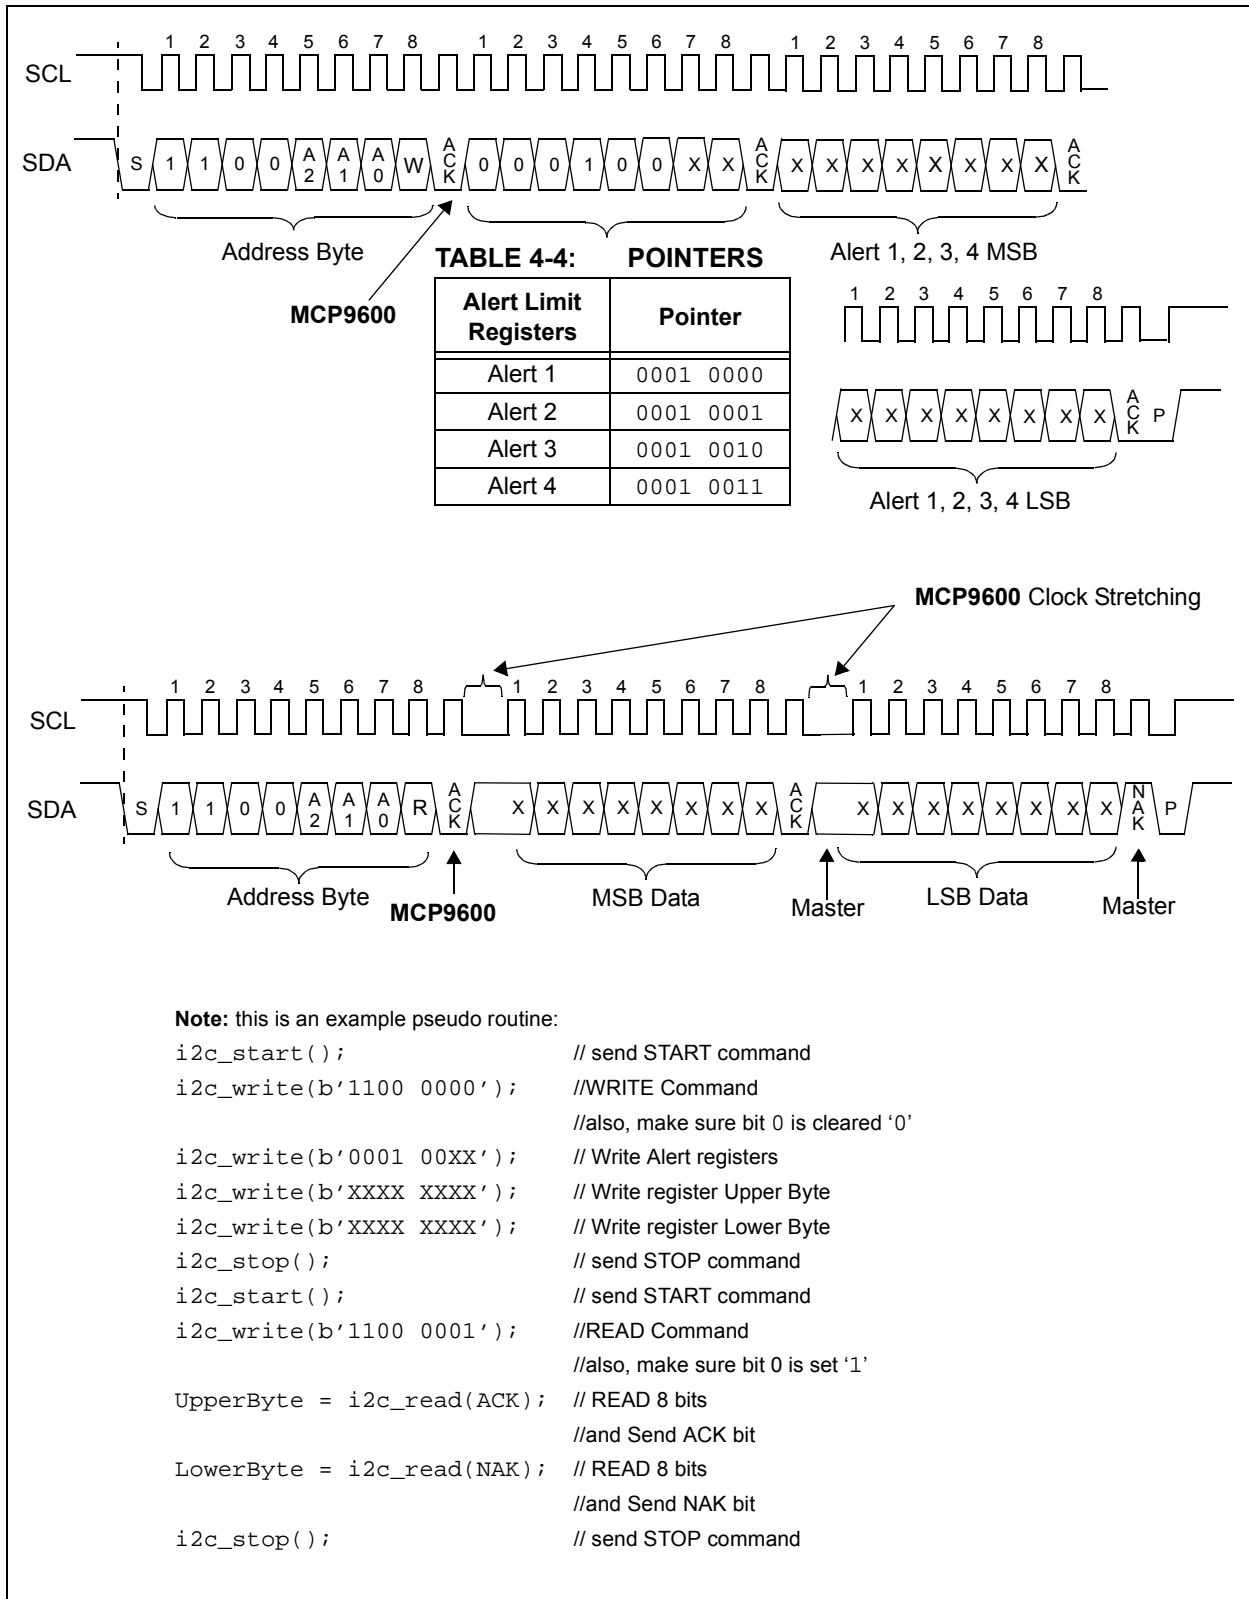 1 2 3 4 5 6 7 8 1 2 3 4 5 6 7 8 1 2 3 4 5 6 7 8
SCL
SDA S 1 1 0 0 A2 A1 A0 W ACK 0 0 0 1 0 0 X X ACK X X X X X X X X ACK
Address Byte
Alert 1, 2, 3, 4 MSB
MCP9600
TABLE 4-4: POINTERS
Alert Limit Registers Pointer
Alert 1 0001 0000
Alert 2 0001 0001
Alert 3 0001 0010
Alert 4 0001 0011
1 2 3 4 5 6 7 8
X X X X X X X X ACK P
Alert 1, 2, 3, 4 LSB
MCP9600 Clock Stretching
1 2 3 4 5 6 7 8 1 2 3 4 5 6 7 8 1 2 3 4 5 6 7 8
SCL
SDA S 1 1 0 0 A2 A1 A0 R ACK X X X X X X X X ACK X X X X X X X X NAK P
Address Byte MCP9600 MSB Data Master LSB Data Master
Note: this is an example pseudo routine:
i2c_start(); // send START command
i2c_write(b’1100 0000’); //WRITE Command
//also, make sure bit 0 is cleared ‘0’
i2c_write(b’0001 00XX’); // Write Alert registers
i2c_write(b’XXXX XXXX’); // Write register Upper Byte
i2c_write(b’XXXX XXXX’); // Write register Lower Byte
i2c_stop(); // send STOP command
i2c_start(); // send START command
i2c_write(b’1100 0001’); //READ Command
//also, make sure bit 0 is set ‘1’
UpperByte = i2c_read(ACK); // READ 8 bits
//and Send ACK bit
LowerByte = i2c_read(NAK); // READ 8 bits
//and Send NAK bit
i2c_stop(); // send STOP command